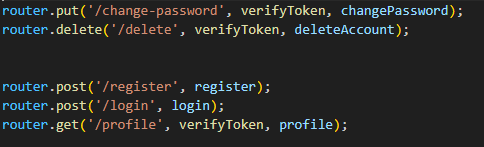 router.put('/change-password', verifyToken, changePassword);
router.delete('/delete', verifyToken, deleteAccount);
router.post('/register', register);
router.post('/login', login);
router.get('/profile', verifyToken, profile);